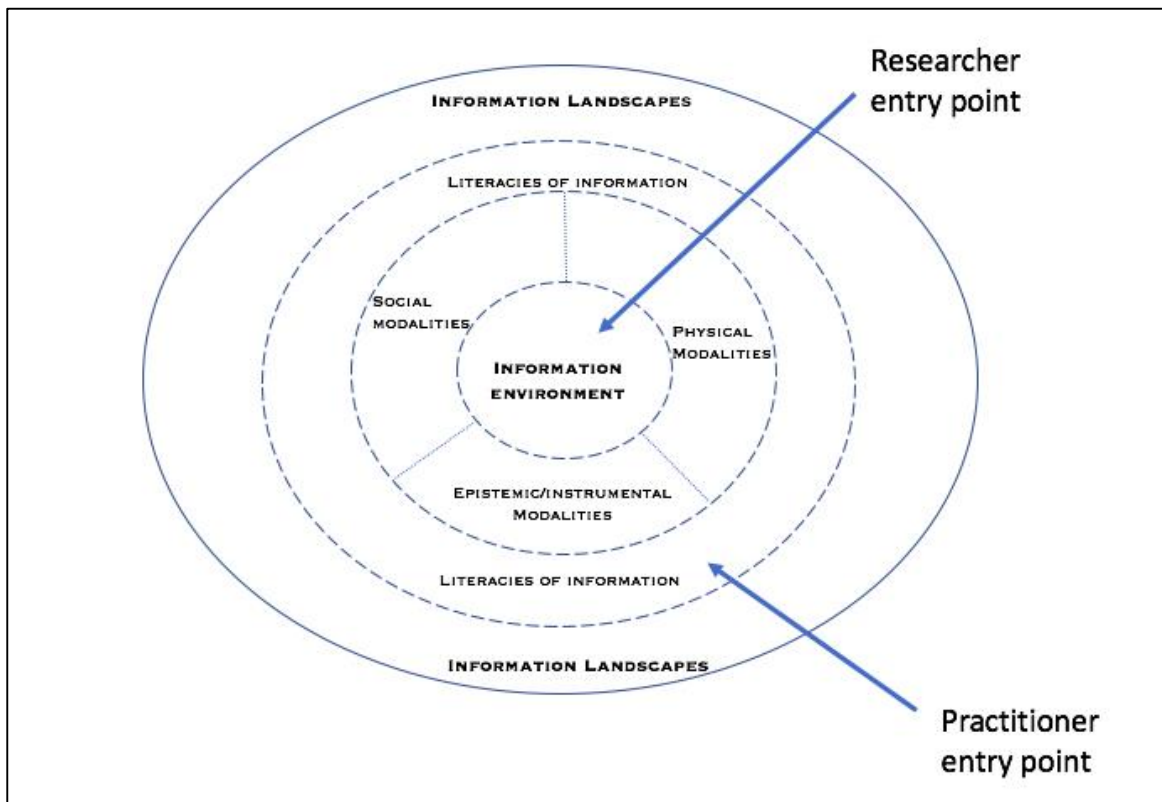 Researcher
entry point
INFORMATION LANDSCAPES
LITERACIES OF INFORMATION
SOCIAL
MODALITIES
PHYSICAL
MODALITIES
INFORMATION
ENVIRONMENT
EPISTEMIC/INSTRUMENTAL
MODALITIES
LITERACIES OF INFORMATION
INFORMATION LANDSCAPES
Practitioner
entry point